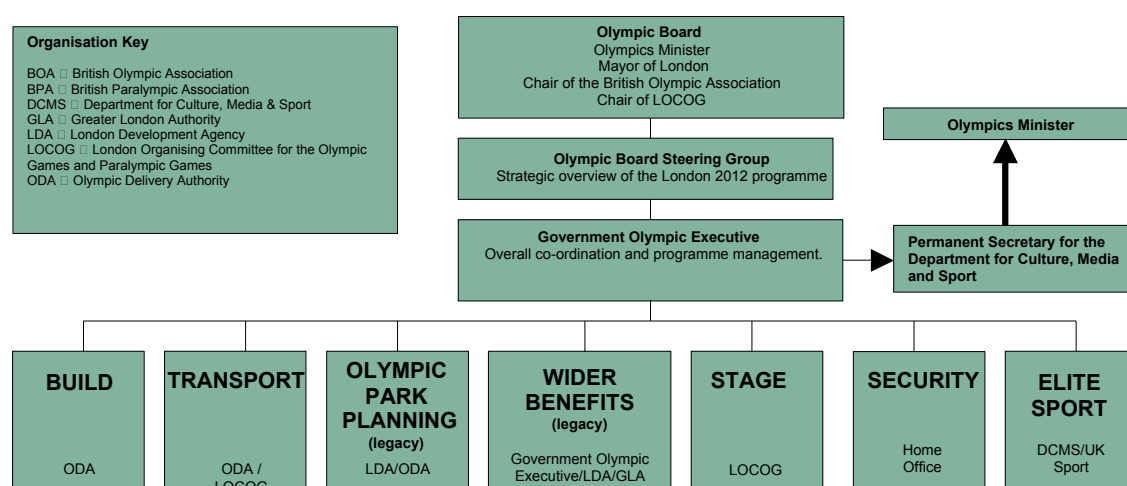 Organisation Key
BOA □ British Olympic Association
BPA □ British Paralympic Association
DCMS □ Department for Culture, Media & Sport
GLA □ Greater London Authority
LDA □ London Development Agency
LOCOG □ London Organising Committee for the Olympic
Games and Paralympic Games
ODA □ Olympic Delivery Authority
Olympic Board
Olympics Minister
Mayor of London
Chair of the British Olympic Association
Chair of LOCOG
Olympic Board Steering Group
Strategic overview of the London 2012 programme
Government Olympic Executive
Overall co-ordination and programme management.
Olympics Minister
Permanent Secretary for the
Department for Culture, Media
and Sport
BUILD
ODA
TRANSPORT
ODA /
LOCOG
OLYMPIC
PARK
PLANNING
(legacy)
LDA/ODA
WIDER
BENEFITS
(legacy)
Government Olympic
Executive/LDA/GLA
STAGE
LOCOG
SECURITY
Home
Office
ELITE
SPORT
DCMS/UK
Sport